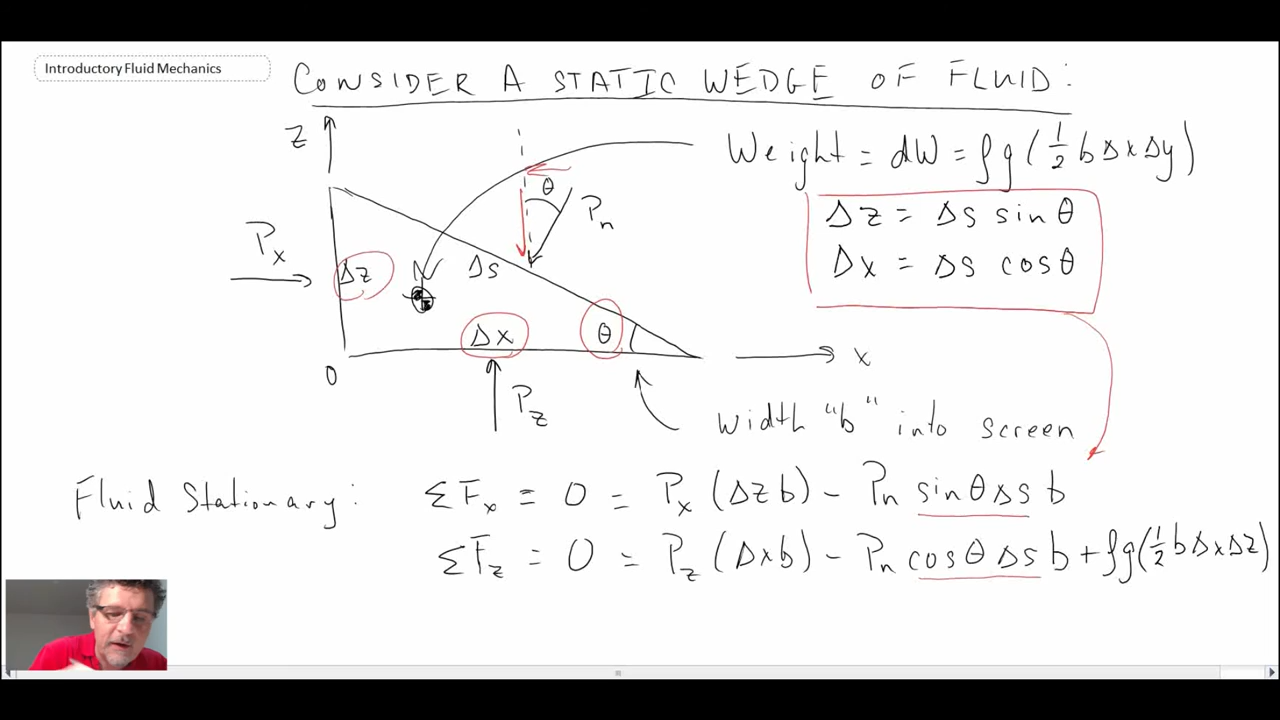 Introductory Fluid Mechanics
CONSIDER A STATIC WEDGE OF FLUID:
Z
Weight = dW = ρg(½ b Δx Δy)
θ
Pn
Δz = Δs sinθ
Px
Δz
Δs
Δx = Δs cosθ
Δx
θ
x
0
Pz
width "b" into screen
Fluid Stationary: ΣFx = 0 = Px (Δz b) − Pn sinθ Δs b
ΣFz = 0 = Pz (Δx b) − Pn cosθ Δs b + ρg(½ b Δx Δz)